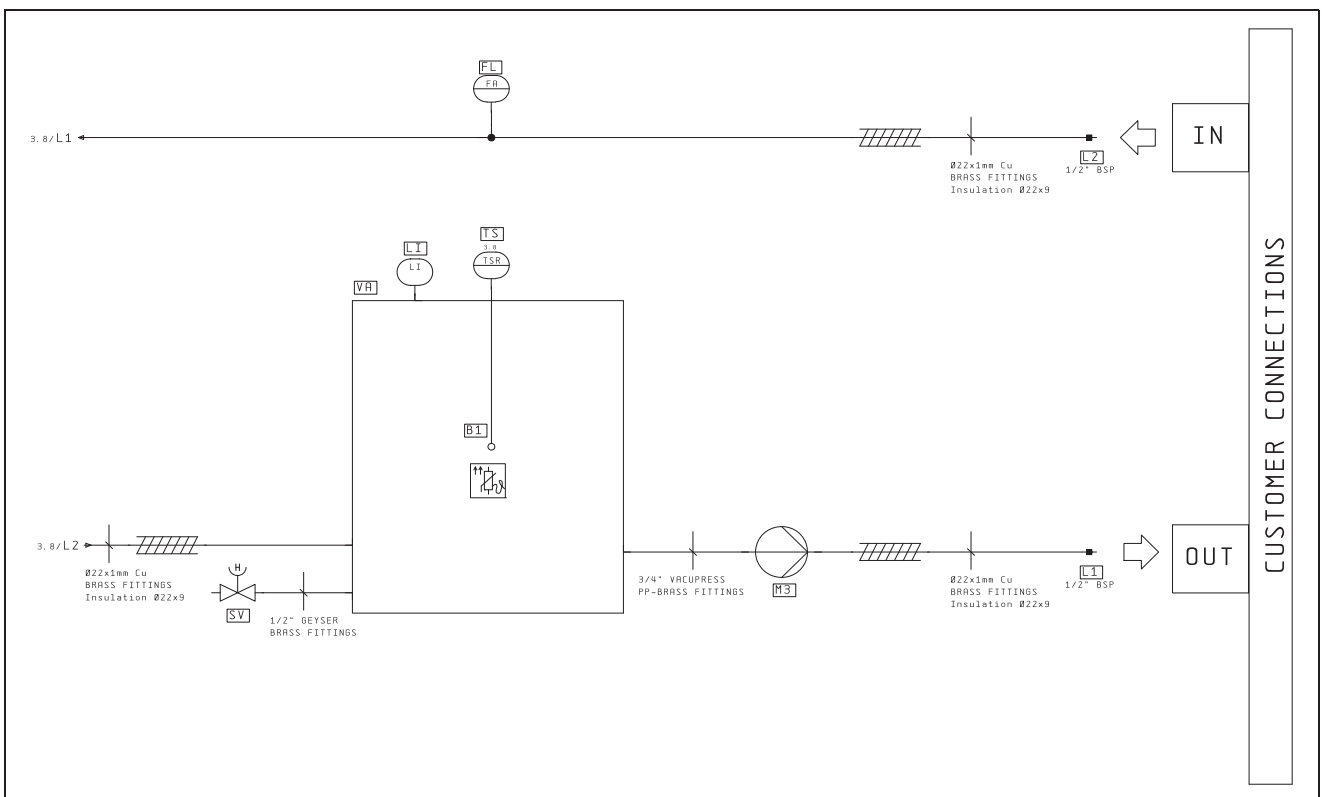 FL
FA
3.8/L1
IN
L2
1/2" BSP
Ø22x1mm Cu
BRASS FITTINGS
Insulation Ø22x9
TS
3.8
TSR
LI
LI
VA
B1
CUSTOMER CONNECTIONS
3.8/L2
Ø22x1mm Cu
BRASS FITTINGS
Insulation Ø22x9
H
SV
1/2" GEYSER
BRASS FITTINGS
3/4" VACUPRESS
PP-BRASS FITTINGS
M3
Ø22x1mm Cu
BRASS FITTINGS
Insulation Ø22x9
L1
1/2" BSP
OUT